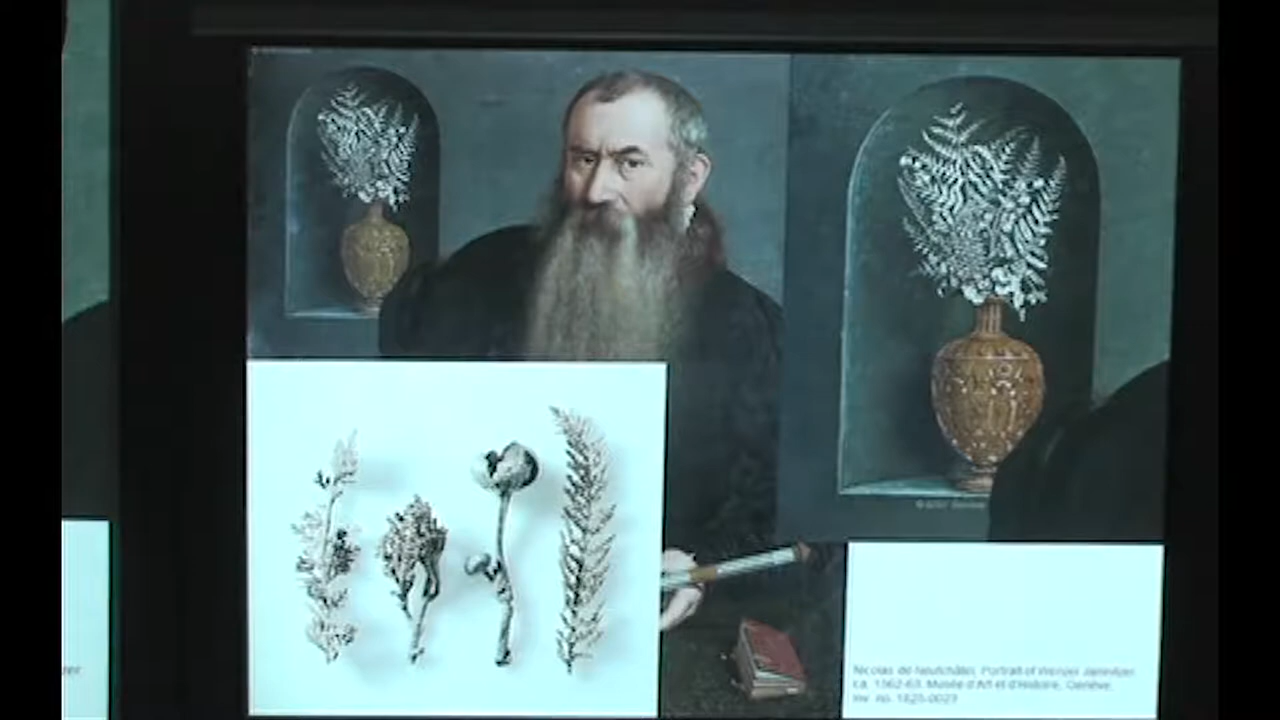 Nicolas de Neufchâtel, Portrait of Wenzel Jamnitzer,
ca. 1562-63. Musée d'Art et d'Histoire, Genève,
inv. no. 1825-0023